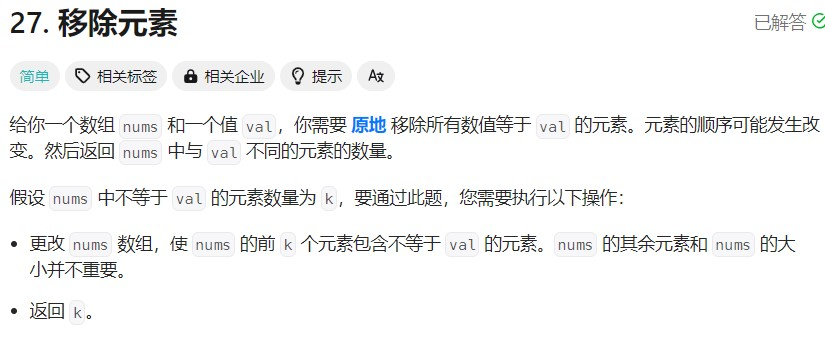 27. 移除元素
已解答
简单 相关标签 相关企业 提示 Aあ
给你一个数组 nums 和一个值 val，你需要 原地 移除所有数值等于 val 的元素。元素的顺序可能发生改
变。然后返回 nums 中与 val 不同的元素的数量。
假设 nums 中不等于 val 的元素数量为 k，要通过此题，您需要执行以下操作：
• 更改 nums 数组，使 nums 的前 k 个元素包含不等于 val 的元素。nums 的其余元素和 nums 的大
小并不重要。
• 返回 k。